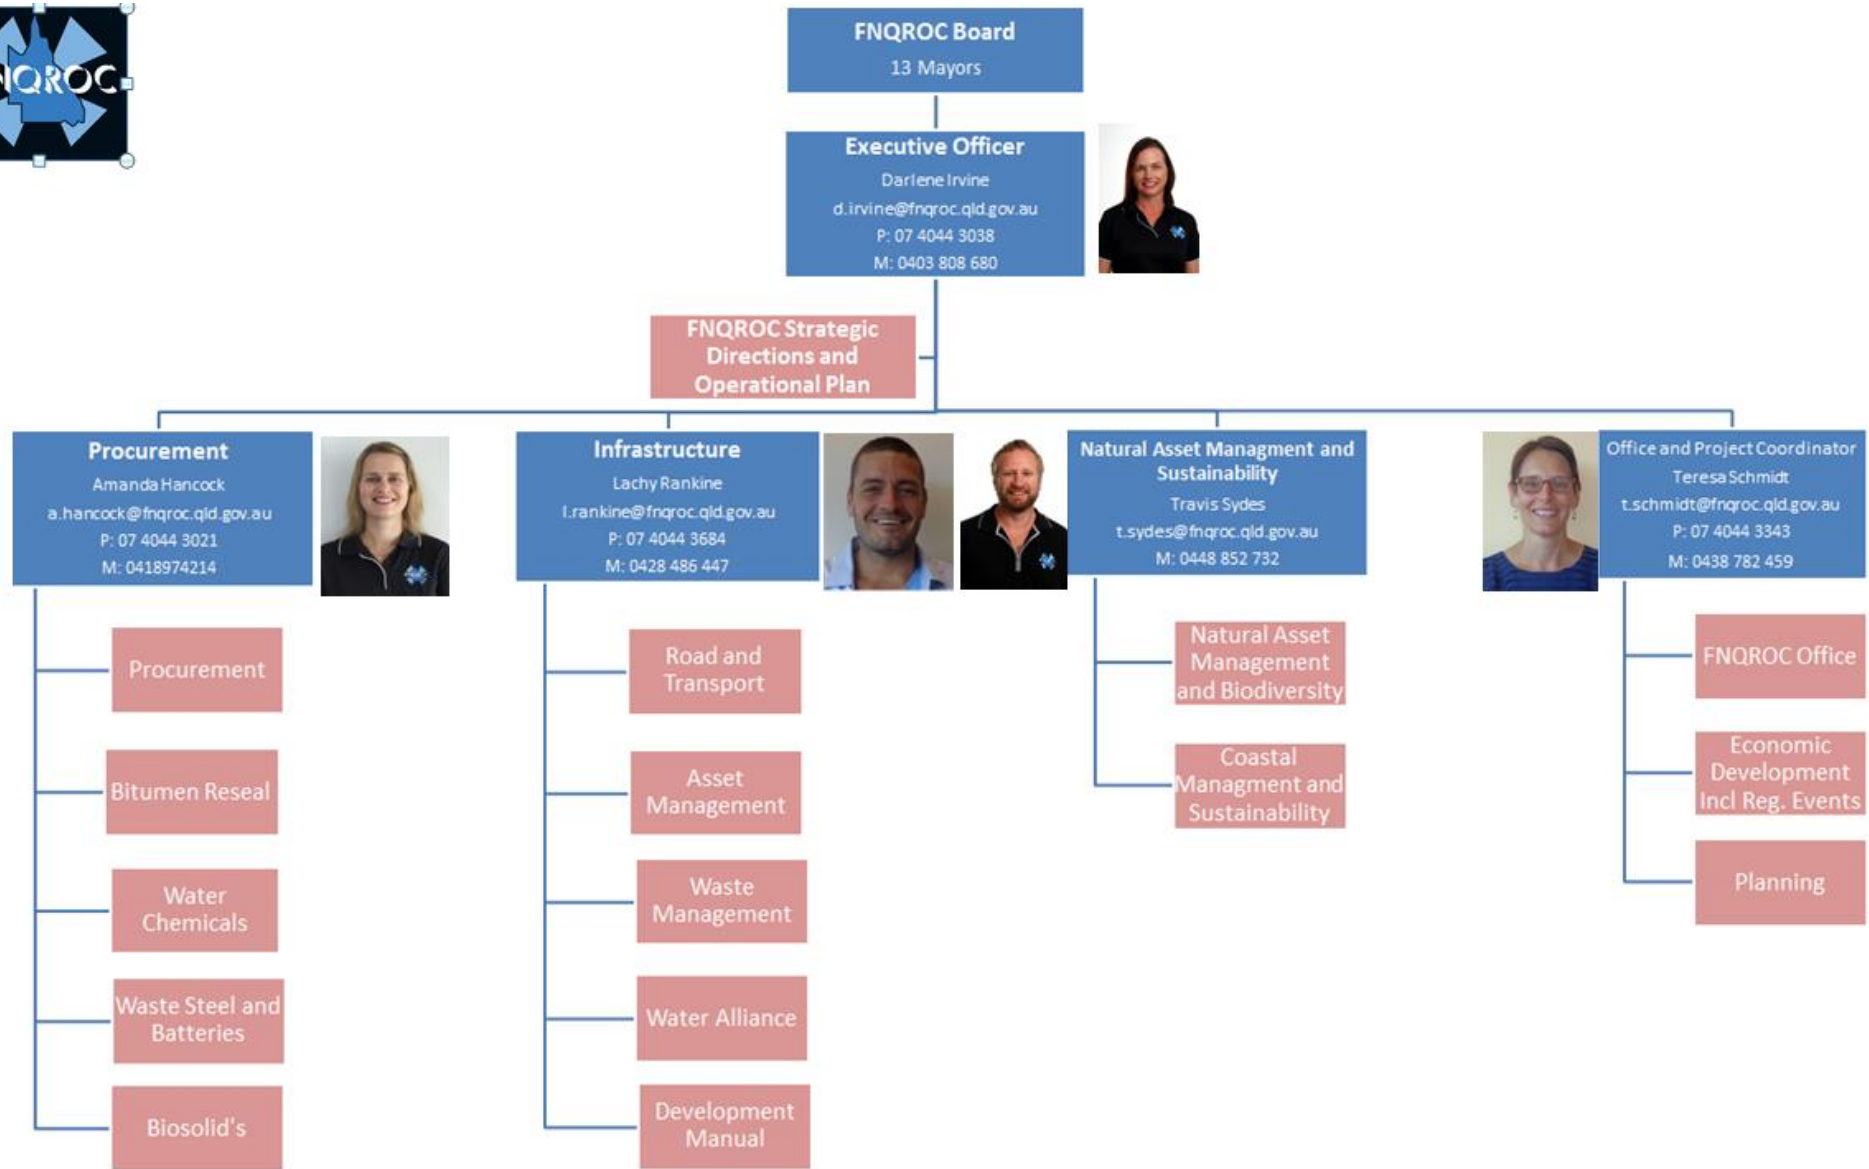 NQROC
FNQROC Board
13 Mayors
Executive Officer
Darlene Irvine
d.irvine@fnqroc.qld.gov.au
P: 07 4044 3038
M: 0403 808 680
FNQROC Strategic
Directions and
Operational Plan
Procurement
Amanda Hancock
a.hancock@fnqroc.qld.gov.au
P: 07 4044 3021
M: 0418974214
Procurement
Bitumen Reseal
Water
Chemicals
Waste Steel and
Batteries
Biosolid's
Infrastructure
Lachy Rankine
l.rankine@fnqroc.qld.gov.au
P: 07 4044 3684
M: 0428 486 447
Road and
Transport
Asset
Management
Waste
Management
Water Alliance
Development
Manual
Natural Asset Managment and
Sustainability
Travis Sydes
t.sydes@fnqroc.qld.gov.au
M: 0448 852 732
Natural Asset
Management
and Biodiversity
Coastal
Managment and
Sustainability
Office and Project Coordinator
Teresa Schmidt
t.schmidt@fnqroc.qld.gov.au
P: 07 4044 3343
M: 0438 782 459
FNQROC Office
Economic
Development
Incl Reg. Events
Planning